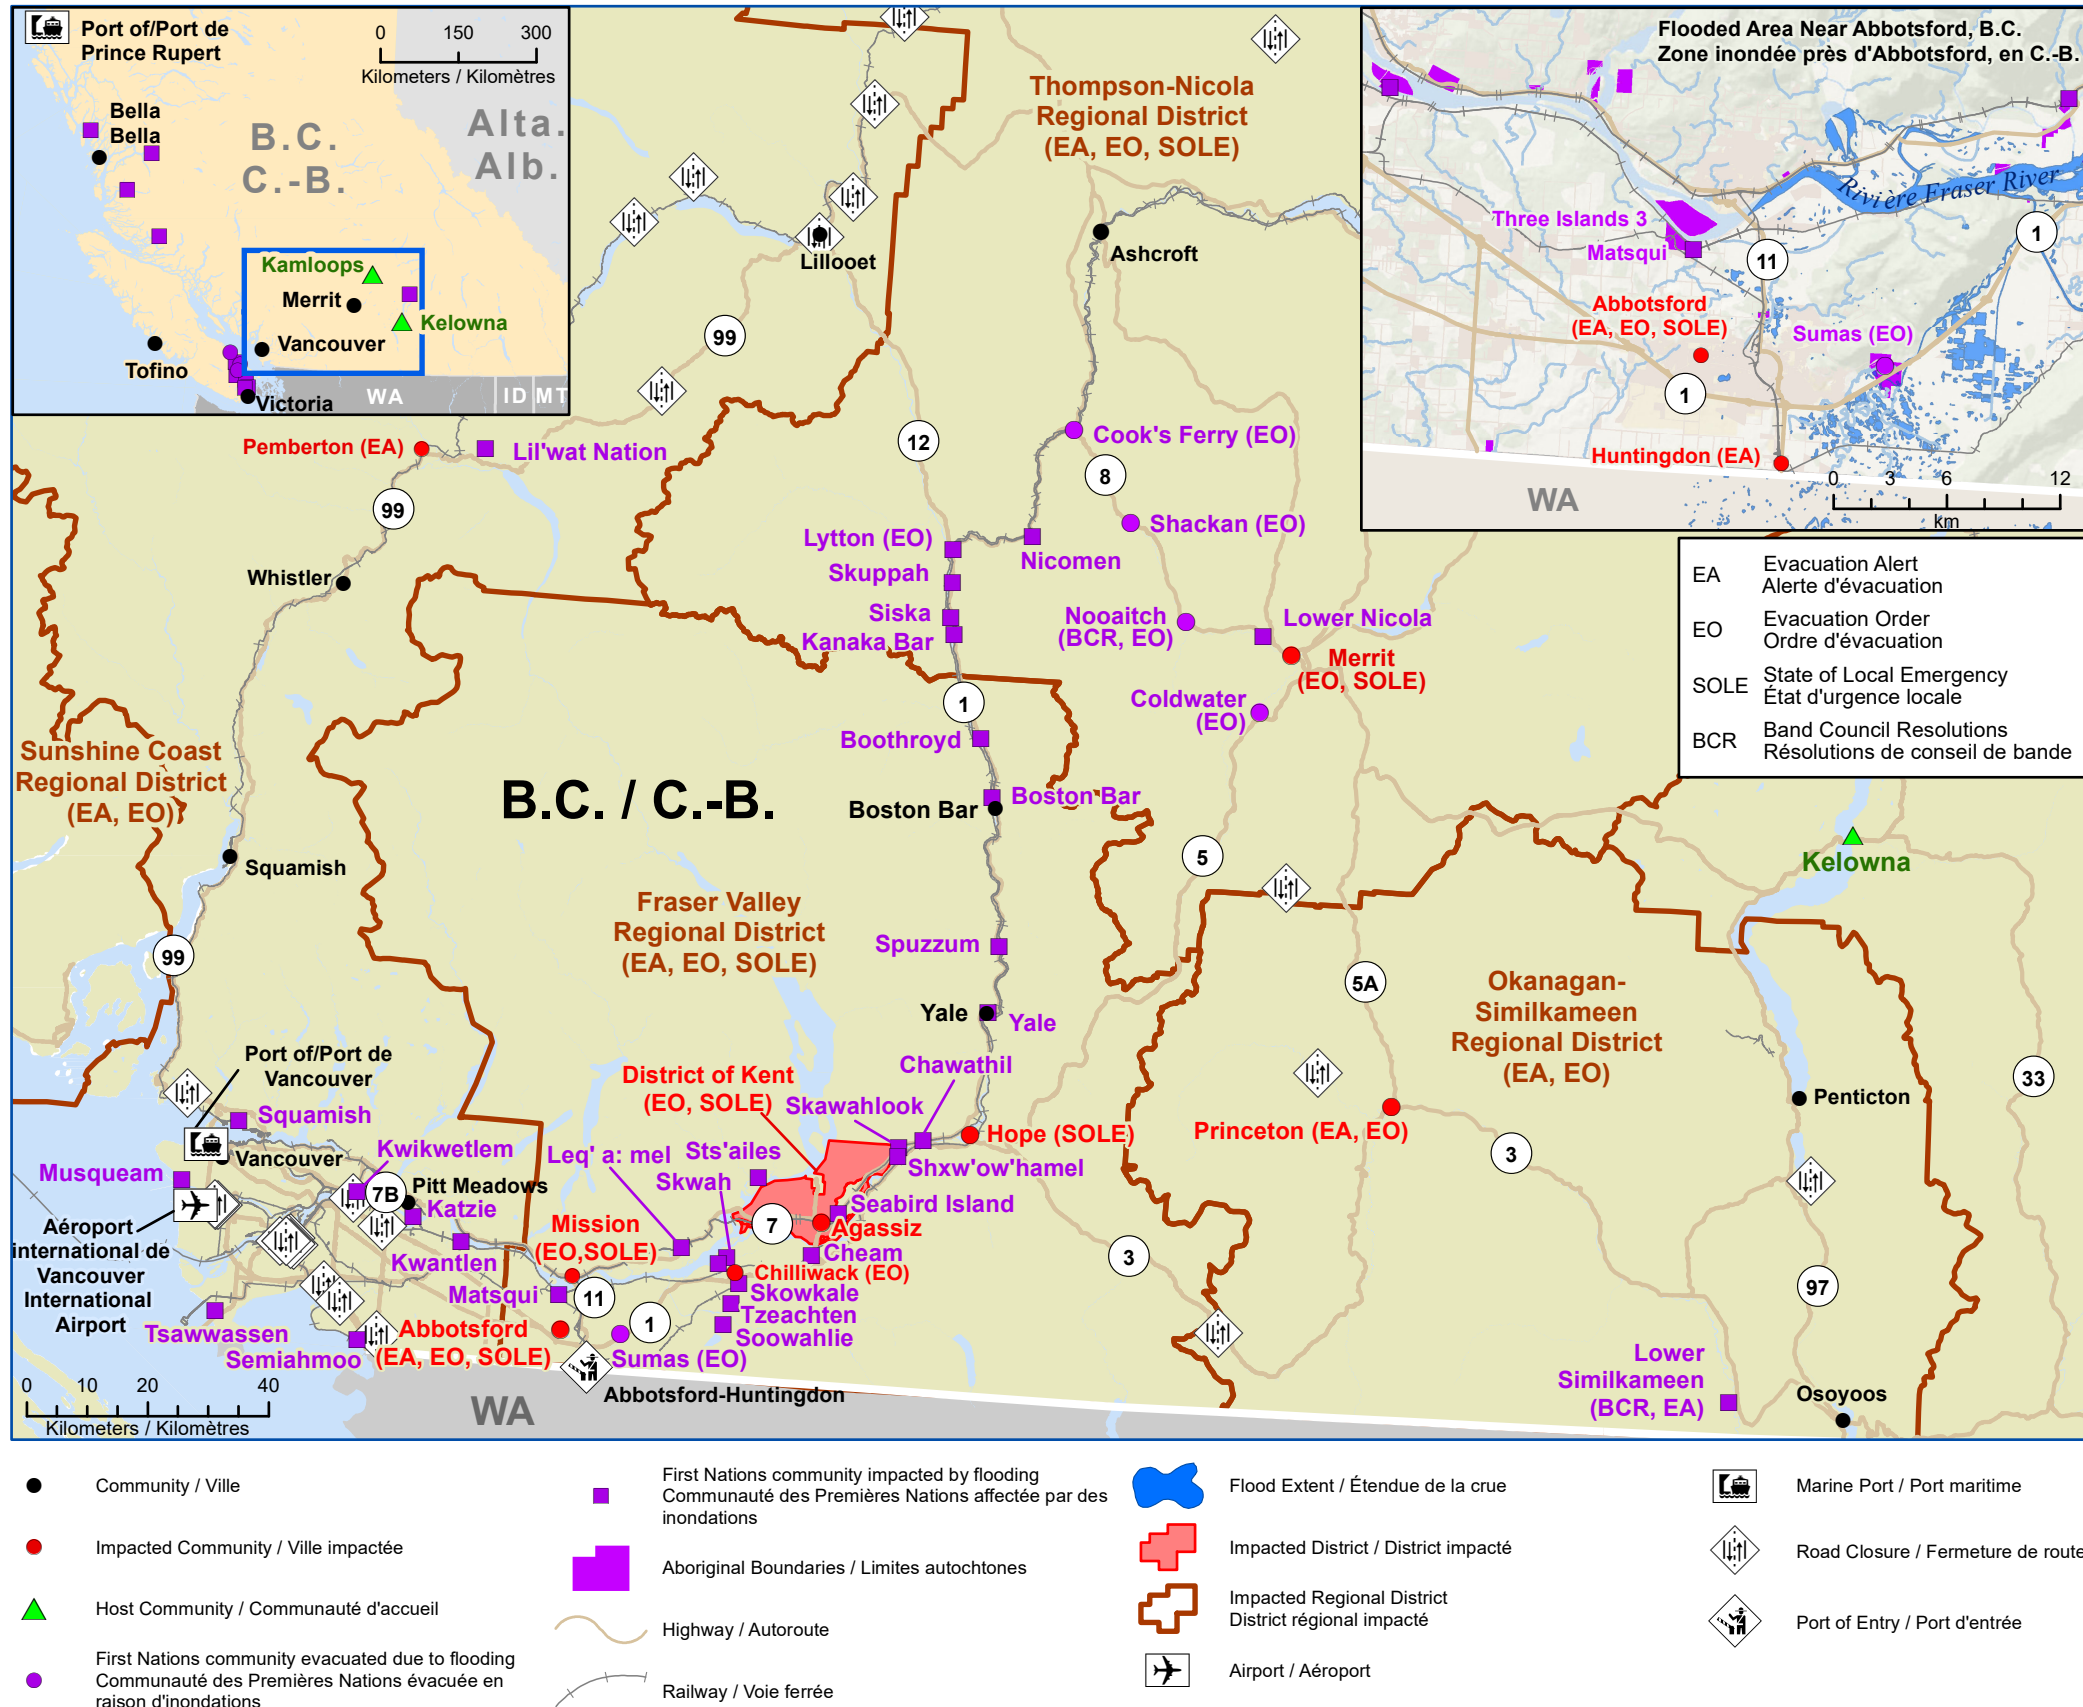 Port of/Port de
Prince Rupert
0 150 300
Kilometers / Kilomètres
Bella
Bella
B.C.
C.-B.
Alta.
Alb.
Kamloops
Merrit
Kelowna
Vancouver
Tofino
Victoria
WA
ID
MT
Flooded Area Near Abbotsford, B.C.
Zone inondée près d'Abbotsford, en C.-B.
Rivière Fraser River
Three Islands 3
Matsqui
1
11
Abbotsford
(EA, EO, SOLE)
Sumas (EO)
1
Huntingdon (EA)
WA
0 3 6 12
km
EA
Evacuation Alert
Alerte d'évacuation
EO
Evacuation Order
Ordre d'évacuation
SOLE
State of Local Emergency
État d'urgence locale
BCR
Band Council Resolutions
Résolutions de conseil de bande
Thompson-Nicola
Regional District
(EA, EO, SOLE)
Lillooet
Ashcroft
99
Pemberton (EA)
Lil'wat Nation
12
Cook's Ferry (EO)
8
99
Lytton (EO)
Shackan (EO)
Nicomen
Skuppah
Whistler
Siska
Kanaka Bar
Nooaitch
(BCR, EO)
Lower Nicola
Merrit
(EO, SOLE)
Coldwater
(EO)
1
Boothroyd
Sunshine Coast
Regional District
(EA, EO)
B.C. / C.-B.
Boston Bar
Boston Bar
5
Kelowna
Squamish
Fraser Valley
Regional District
(EA, EO, SOLE)
99
Spuzzum
5A
Okanagan-
Similkameen
Regional District
(EA, EO)
Yale
Yale
Port of/Port de
Vancouver
Chawathil
District of Kent
(EO, SOLE)
Skawahlook
33
Penticton
Squamish
Hope (SOLE)
Princeton (EA, EO)
3
Vancouver
Kwikwetlem
Leq' a: mel
Sts'ailes
Shxw'ow'hamel
Musqueam
7B
Pitt Meadows
Skwah
Katzie
Seabird Island
7
Agassiz
Aéroport
international de
Vancouver
International
Airport
Mission
(EO,SOLE)
Cheam
3
Kwantlen
Chilliwack (EO)
Matsqui
11
Skowkale
97
Tzeachten
Tsawwassen
Abbotsford
(EA, EO, SOLE)
1
Soowahlie
Semiahmoo
Sumas (EO)
Lower
Similkameen
(BCR, EA)
Osoyoos
Abbotsford-Huntingdon
WA
0 10 20 40
Kilometers / Kilomètres
Community / Ville
Impacted Community / Ville impactée
Host Community / Communauté d'accueil
First Nations community evacuated due to flooding
Communauté des Premières Nations évacuée en
raison d'inondations
First Nations community impacted by flooding
Communauté des Premières Nations affectée par des
inondations
Aboriginal Boundaries / Limites autochtones
Highway / Autoroute
Railway / Voie ferrée
Flood Extent / Étendue de la crue
Impacted District / District impacté
Impacted Regional District
District régional impacté
Airport / Aéroport
Marine Port / Port maritime
Road Closure / Fermeture de route
Port of Entry / Port d'entrée